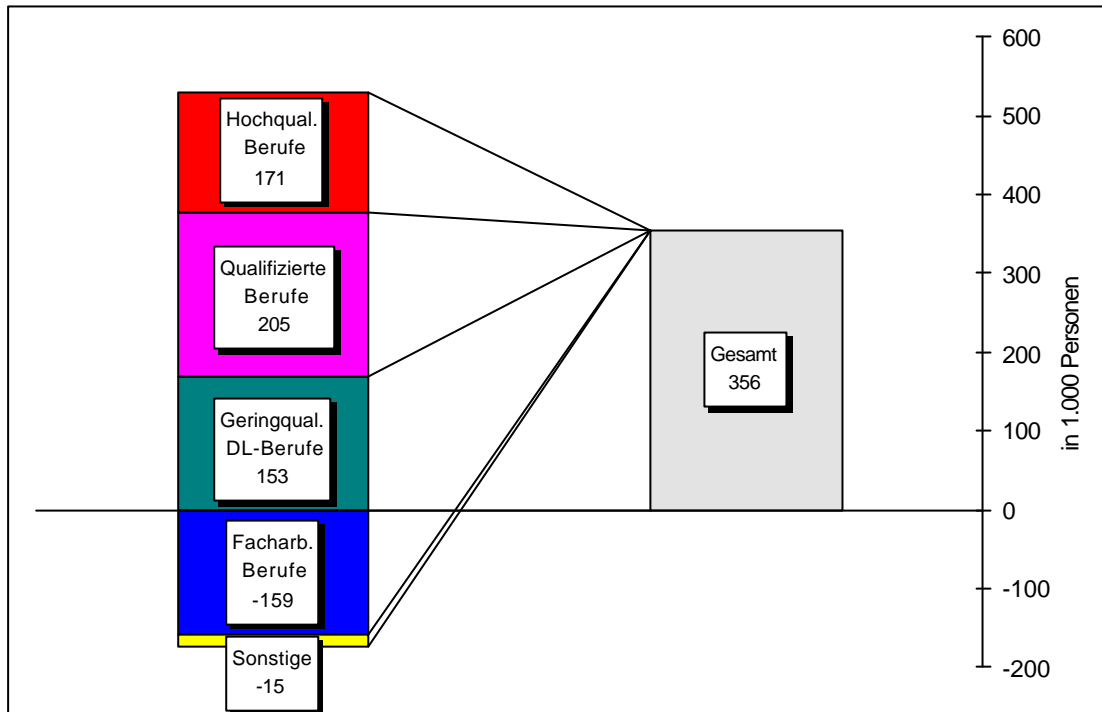 Hochqual.
Berufe
171
Qualifizierte
Berufe
205
Geringqual.
DL-Berufe
153
Facharb.
Berufe
-159
Sonstige
-15
Gesamt
356
600
500
400
300
200
100
0
-100
-200
in 1.000 Personen